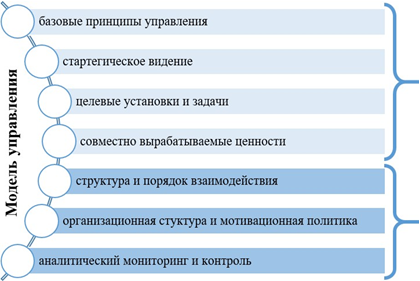 Модель управления
базовые принципы управления
стартегическое видение
целевые установки и задачи
совместно вырабатываемые ценности
структура и порядок взаимодействия
организационная стуктура и мотивационная политика
аналитический мониторинг и контроль